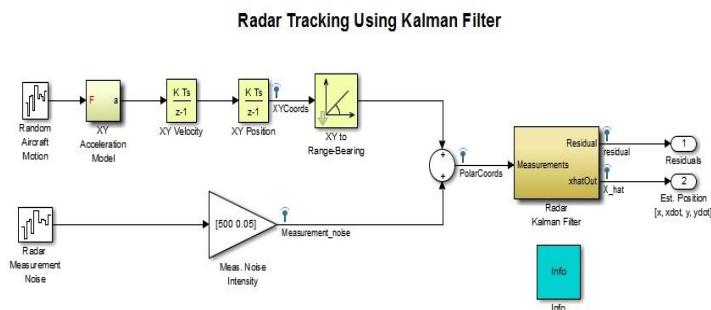 Radar Tracking Using Kalman Filter
Random
Aircraft
Motion
F
a
XY
Acceleration
Model
K Ts
z-1
XY Velocity
K Ts
z-1
XY Position
XYCoords
XY to
Range-Bearing
+
+
PolarCoords
Measurements
Residual
xhatOut
Radar
Kalman Filter
residual
X_hat
1
Residuals
2
Est. Position
[x, xdot, y, ydot]
Radar
Measurement
Noise
[500 0.05]
Meas. Noise
Intensity
Measurement_noise
Info
Info